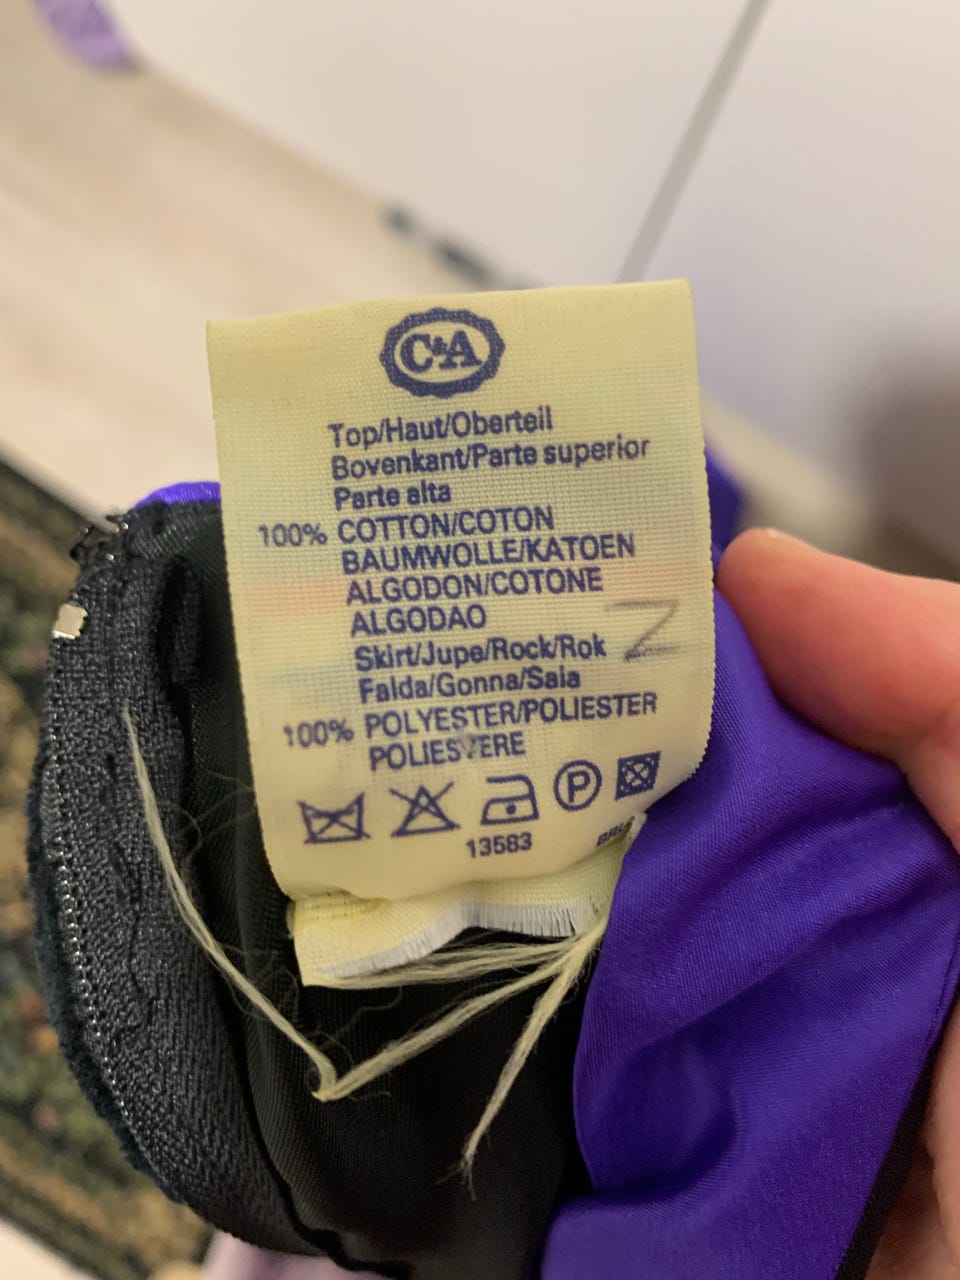 C&A
Top/Haut/Oberteil
Bovenkant/Parte superior
Parte alta
100% COTTON/COTON
BAUMWOLLE/KATOEN
ALGODON/COTONE
ALGODAO
Z
Skirt/Jupe/Rock/Rok
Falda/Gonna/Saia
100% POLYESTER/POLIESTER
POLIESTERE
P
13583